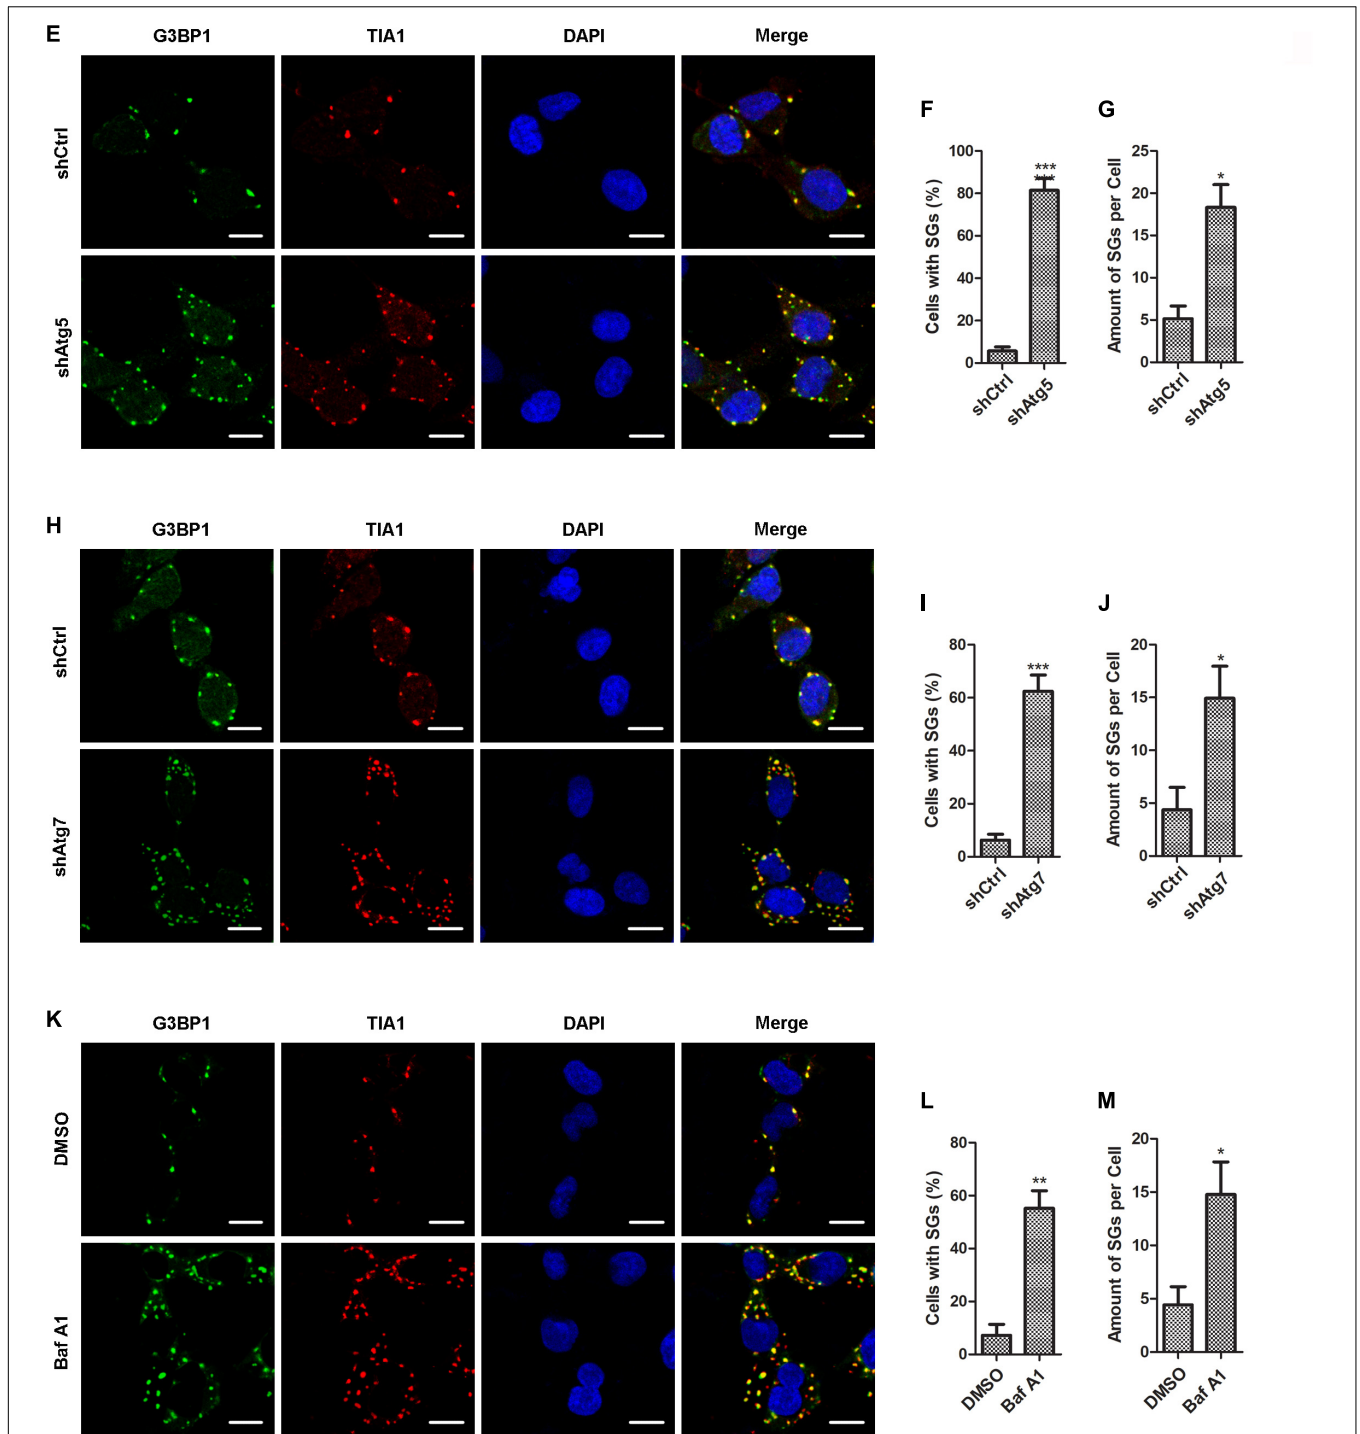 E
G3BP1 TIA1 DAPI Merge
shCtrl
shAtg5
F
Cells with SGs (%)
100
80
60
40
20
0
***
***
shCtrl
shAtg5
G
Amount of SGs per Cell
25
20
15
10
5
0
*
shCtrl
shAtg5
H
G3BP1 TIA1 DAPI Merge
shCtrl
shAtg7
I
Cells with SGs (%)
80
60
40
20
0
***
shCtrl
shAtg7
J
Amount of SGs per Cell
20
15
10
5
0
*
shCtrl
shAtg7
K
G3BP1 TIA1 DAPI Merge
DMSO
Baf A1
L
Cells with SGs (%)
80
60
40
20
0
**
DMSO
Baf A1
M
Amount of SGs per Cell
20
15
10
5
0
*
DMSO
Baf A1